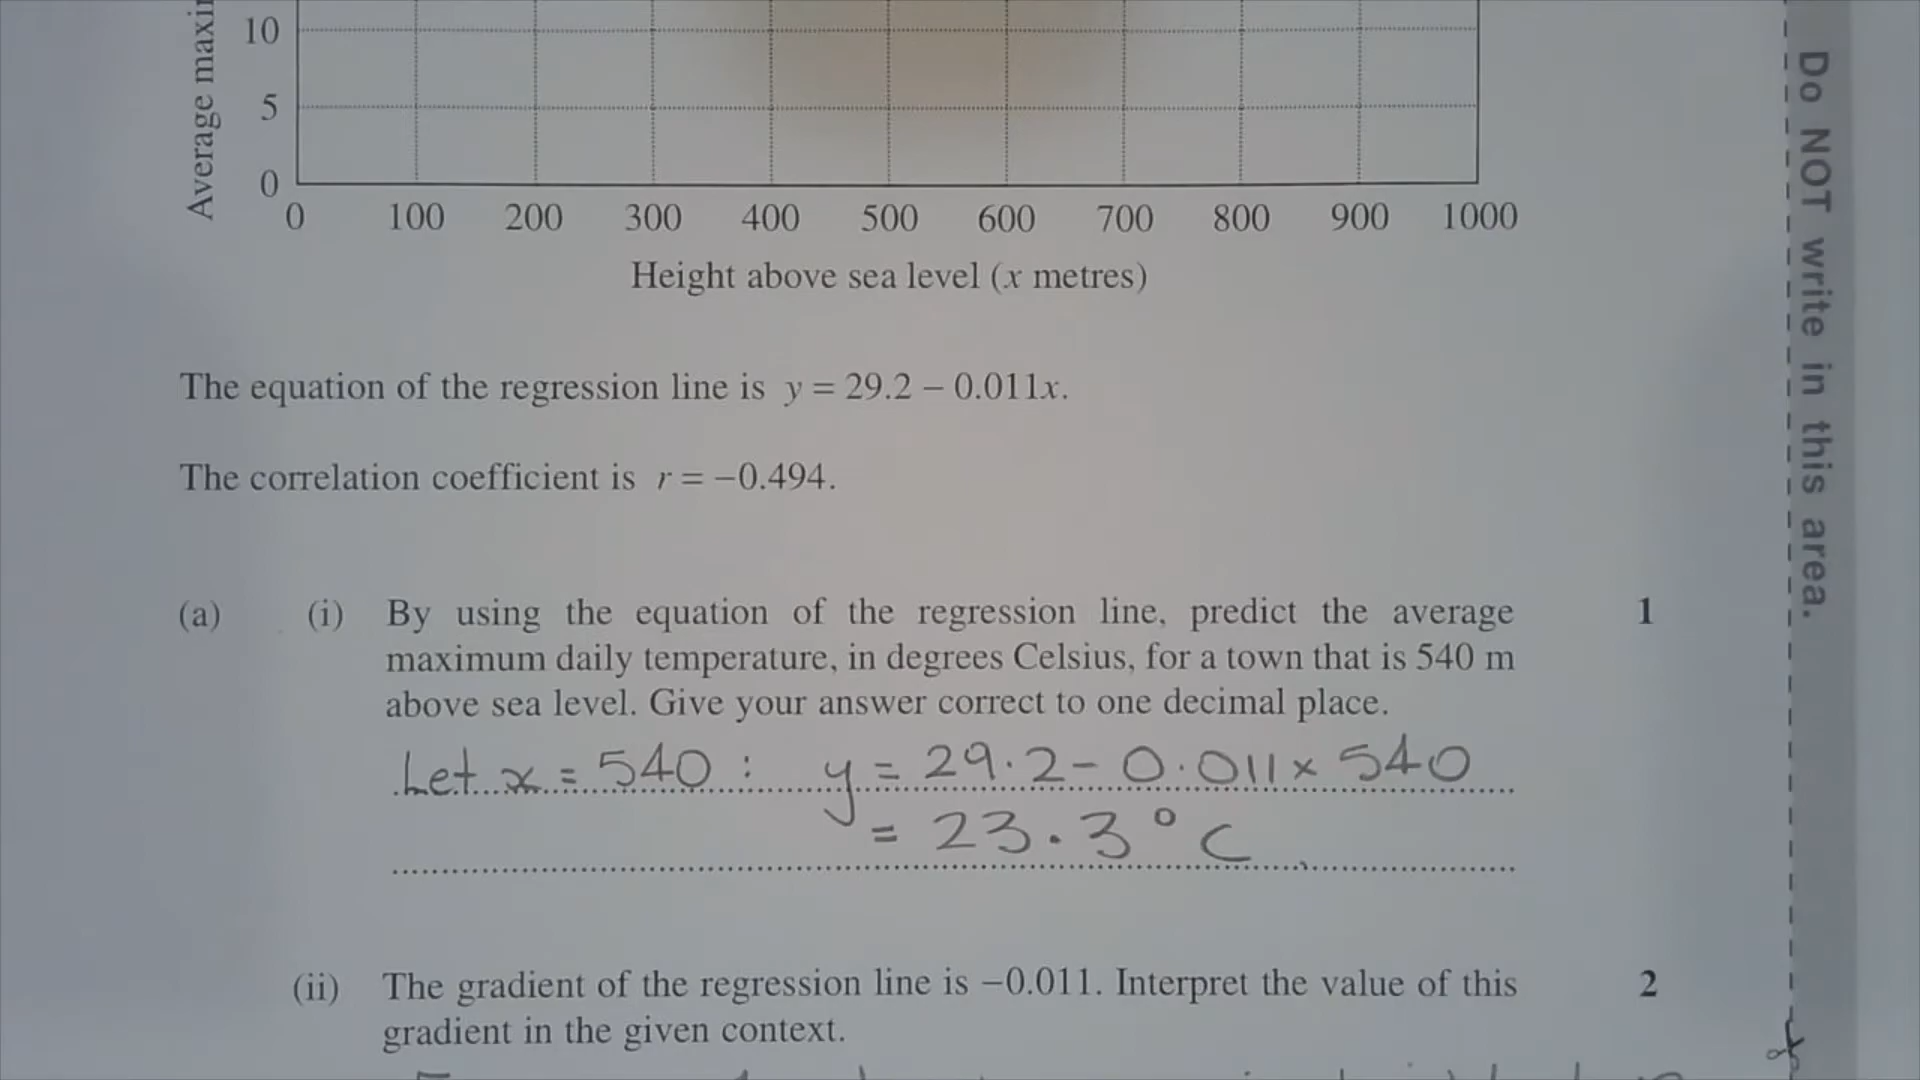 Average maxi
10
5
0
0 100 200 300 400 500 600 700 800 900 1000
Height above sea level (x metres)
The equation of the regression line is y = 29.2 – 0.011x.
The correlation coefficient is r = –0.494.
(a) (i) By using the equation of the regression line, predict the average 1
maximum daily temperature, in degrees Celsius, for a town that is 540 m
above sea level. Give your answer correct to one decimal place.
Let x = 540 : y = 29.2 - 0.011 x 540
= 23.3°C
(ii) The gradient of the regression line is –0.011. Interpret the value of this 2
gradient in the given context.
Do NOT write in this area.